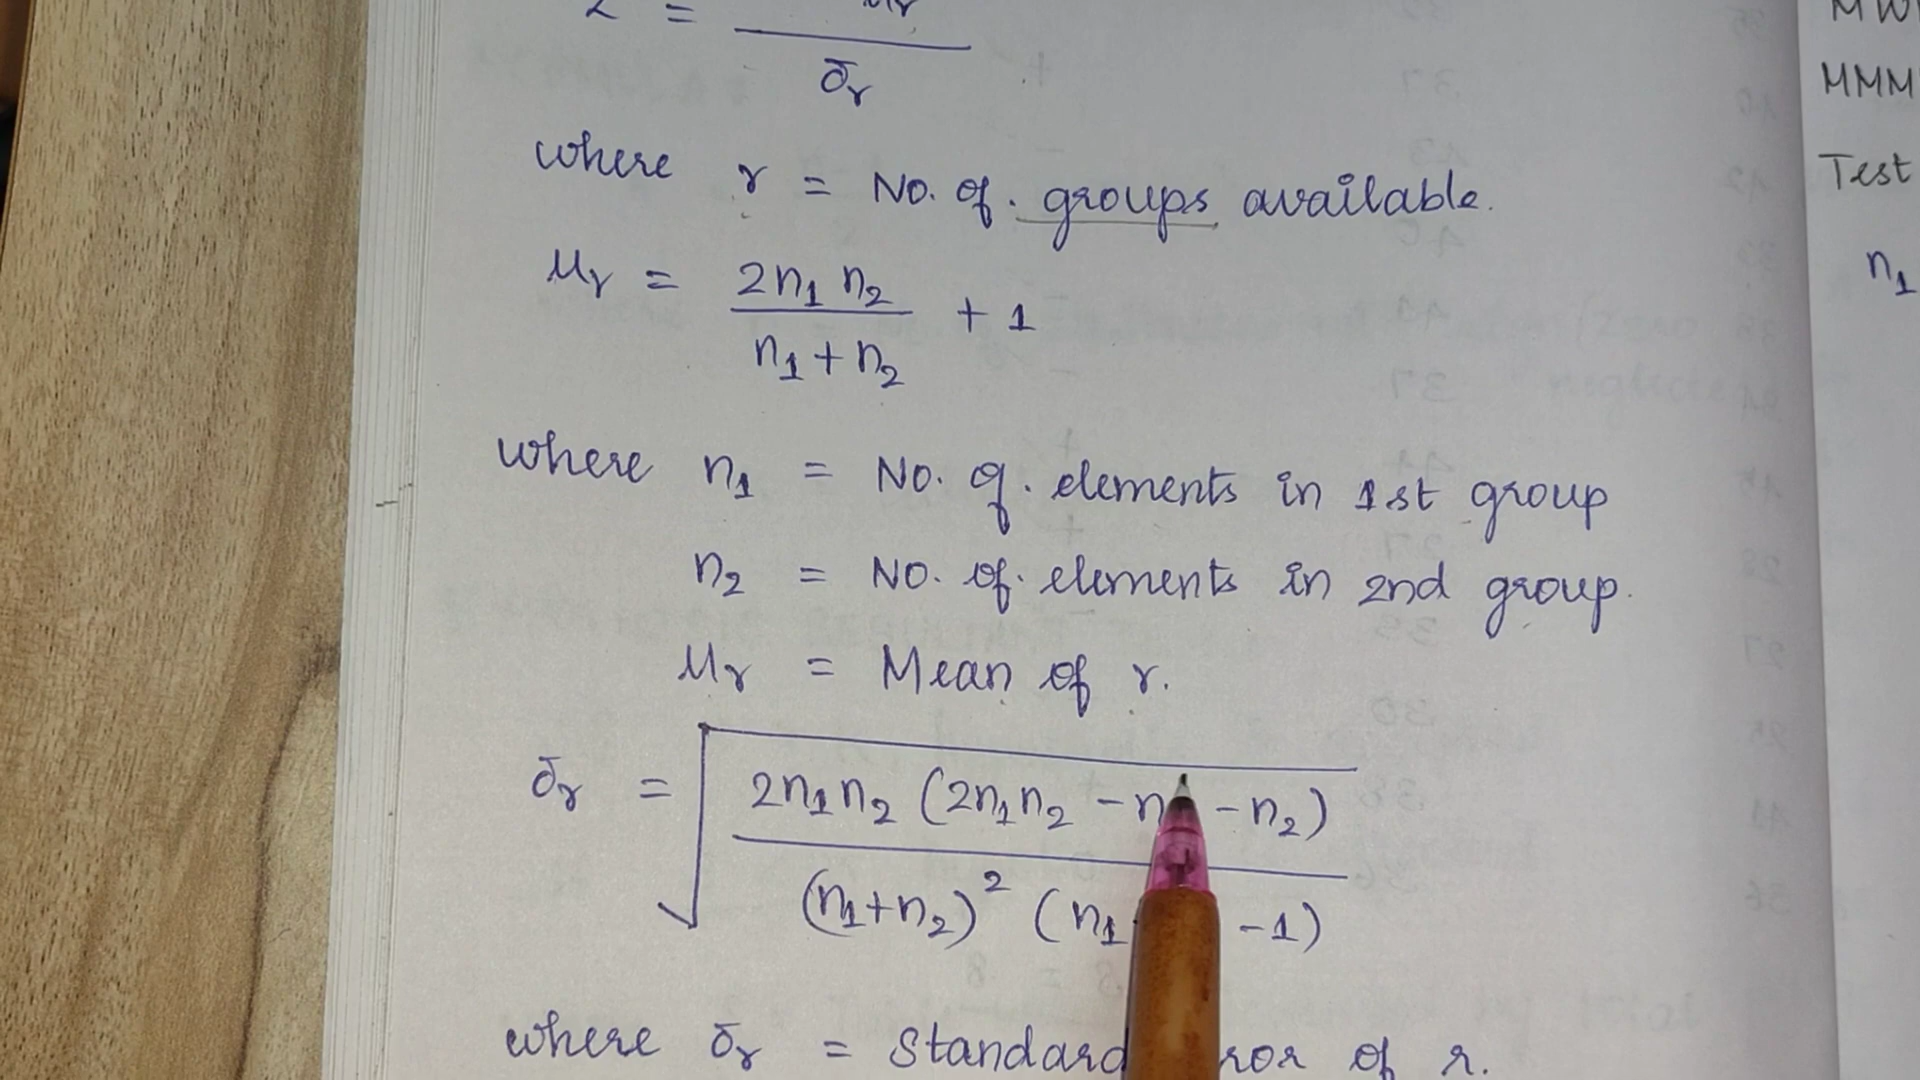 =
σr
where r = No. of. groups available.
μr = 2n1 n2 / n1 + n2 + 1
where n1 = No. of. elements in 1st group
n2 = No. of. elements in 2nd group.
μr = Mean of r.
σr = √ 2n1n2 (2n1n2 - n - n2) / (n1+n2)² (n1 -1)
where σr = Standard of r.
MMM
Test
n1